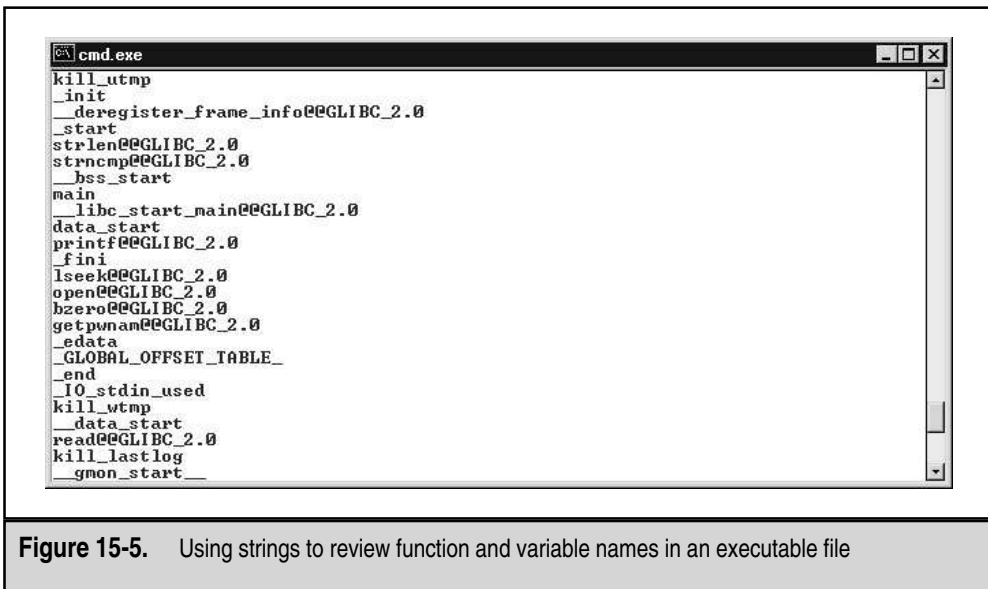 cmd.exe
kill_utmp
_init
__deregister_frame_info@@GLIBC_2.0
_start
strlen@@GLIBC_2.0
strncmp@@GLIBC_2.0
__bss_start
main
__libc_start_main@@GLIBC_2.0
data_start
printf@@GLIBC_2.0
_fini
lseek@@GLIBC_2.0
open@@GLIBC_2.0
bzero@@GLIBC_2.0
getpwnam@@GLIBC_2.0
_edata
_GLOBAL_OFFSET_TABLE_
_end
_IO_stdin_used
kill_wtmp
__data_start
read@@GLIBC_2.0
kill_lastlog
__gmon_start__
Figure 15-5. Using strings to review function and variable names in an executable file